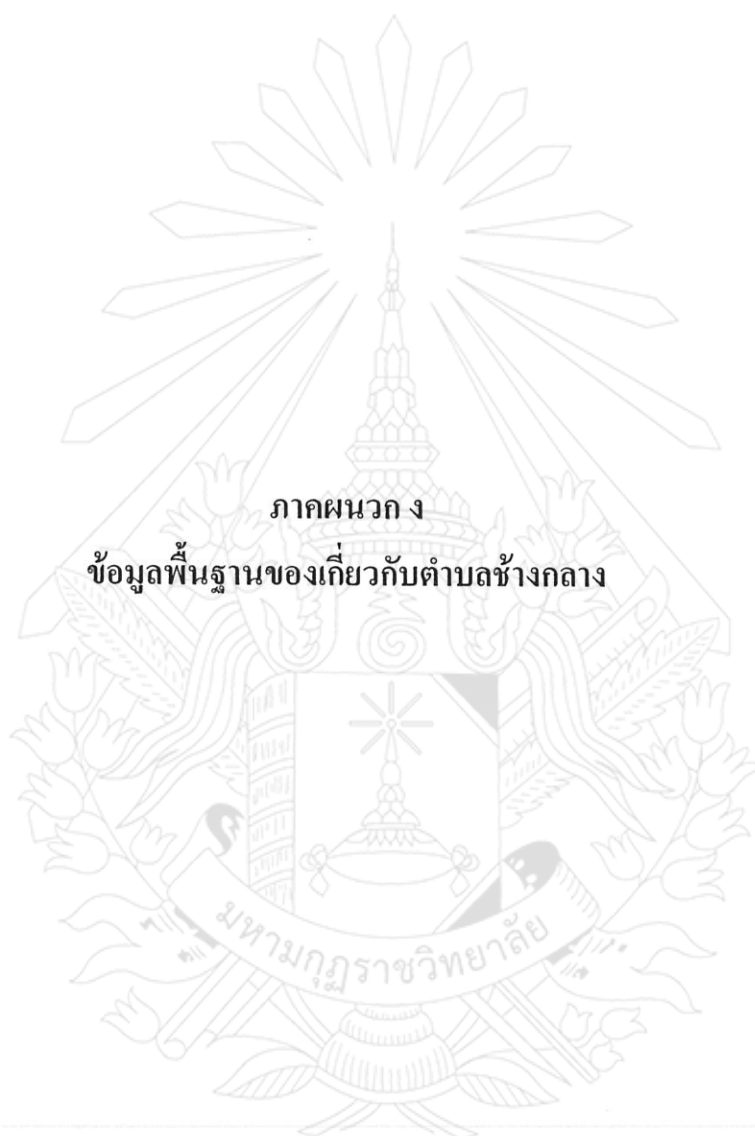 ภาคผนวก ง
ข้อมูลพื้นฐานของเกี่ยวกับตำบลช้างกลาง
มหามกุฏราชวิทยาลัย